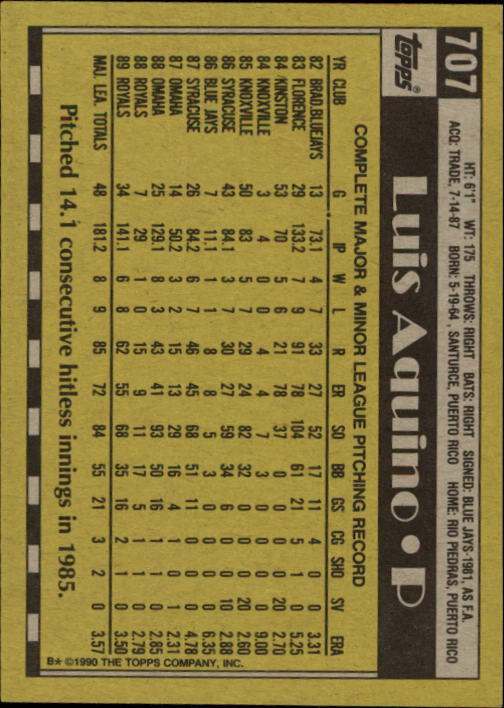 707
topps®
HT: 6'1" WT: 175 THROWS: RIGHT BATS: RIGHT SIGNED: BLUE JAYS-1981, AS F.A.
ACQ: TRADE, 7-14-87 BORN: 5-19-64, SANTURCE, PUERTO RICO HOME: RIO PIEDRAS, PUERTO RICO
Luis Aquino • P
COMPLETE MAJOR & MINOR LEAGUE PITCHING RECORD
YR CLUB G IP W L R ER SO BB GS CG SHO SV ERA
82 BRAD.BLUEJAYS 13 73.1 4 7 33 27 52 17 11 4 0 0 3.31
83 FLORENCE 29 133.2 7 9 91 78 104 61 21 5 1 0 5.25
84 KINSTON 53 70 5 6 21 78 37 0 0 0 20 2.70
84 KNOXVILLE 3 4 0 0 4 4 7 3 0 0 0 0 9.00
85 KNOXVILLE 50 83 5 7 29 24 82 32 0 0 0 20 2.60
86 SYRACUSE 43 84.1 3 7 30 27 59 34 6 0 0 10 2.88
86 BLUE JAYS 7 11.1 1 1 8 8 5 3 0 0 0 0 6.35
87 SYRACUSE 26 84.2 6 7 46 45 68 51 11 0 0 0 4.78
87 OMAHA 14 50.2 3 2 15 13 29 16 4 1 0 1 2.31
88 OMAHA 25 129.1 8 3 43 41 93 50 16 1 1 0 2.85
88 ROYALS 7 29 1 0 15 9 11 17 5 1 1 0 2.79
89 ROYALS 34 141.1 6 8 62 55 68 35 16 2 1 0 3.50
MAJ. LEA. TOTALS 48 181.2 8 9 85 72 84 55 21 3 2 0 3.57
Pitched 14.1 consecutive hitless innings in 1985.
B* ©1990 THE TOPPS COMPANY, INC.